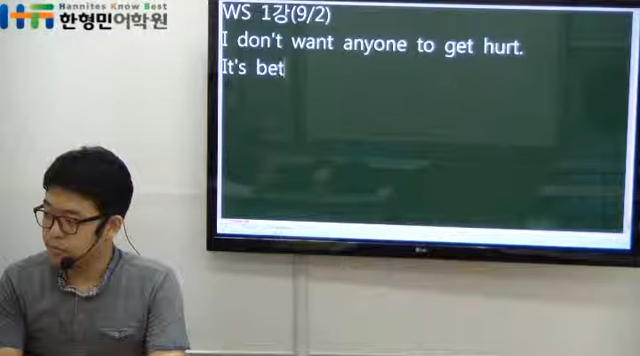 Hannites Know Best
한형민어학원
WS 1강(9/2)
I don't want anyone to get hurt.
It's bet
LG